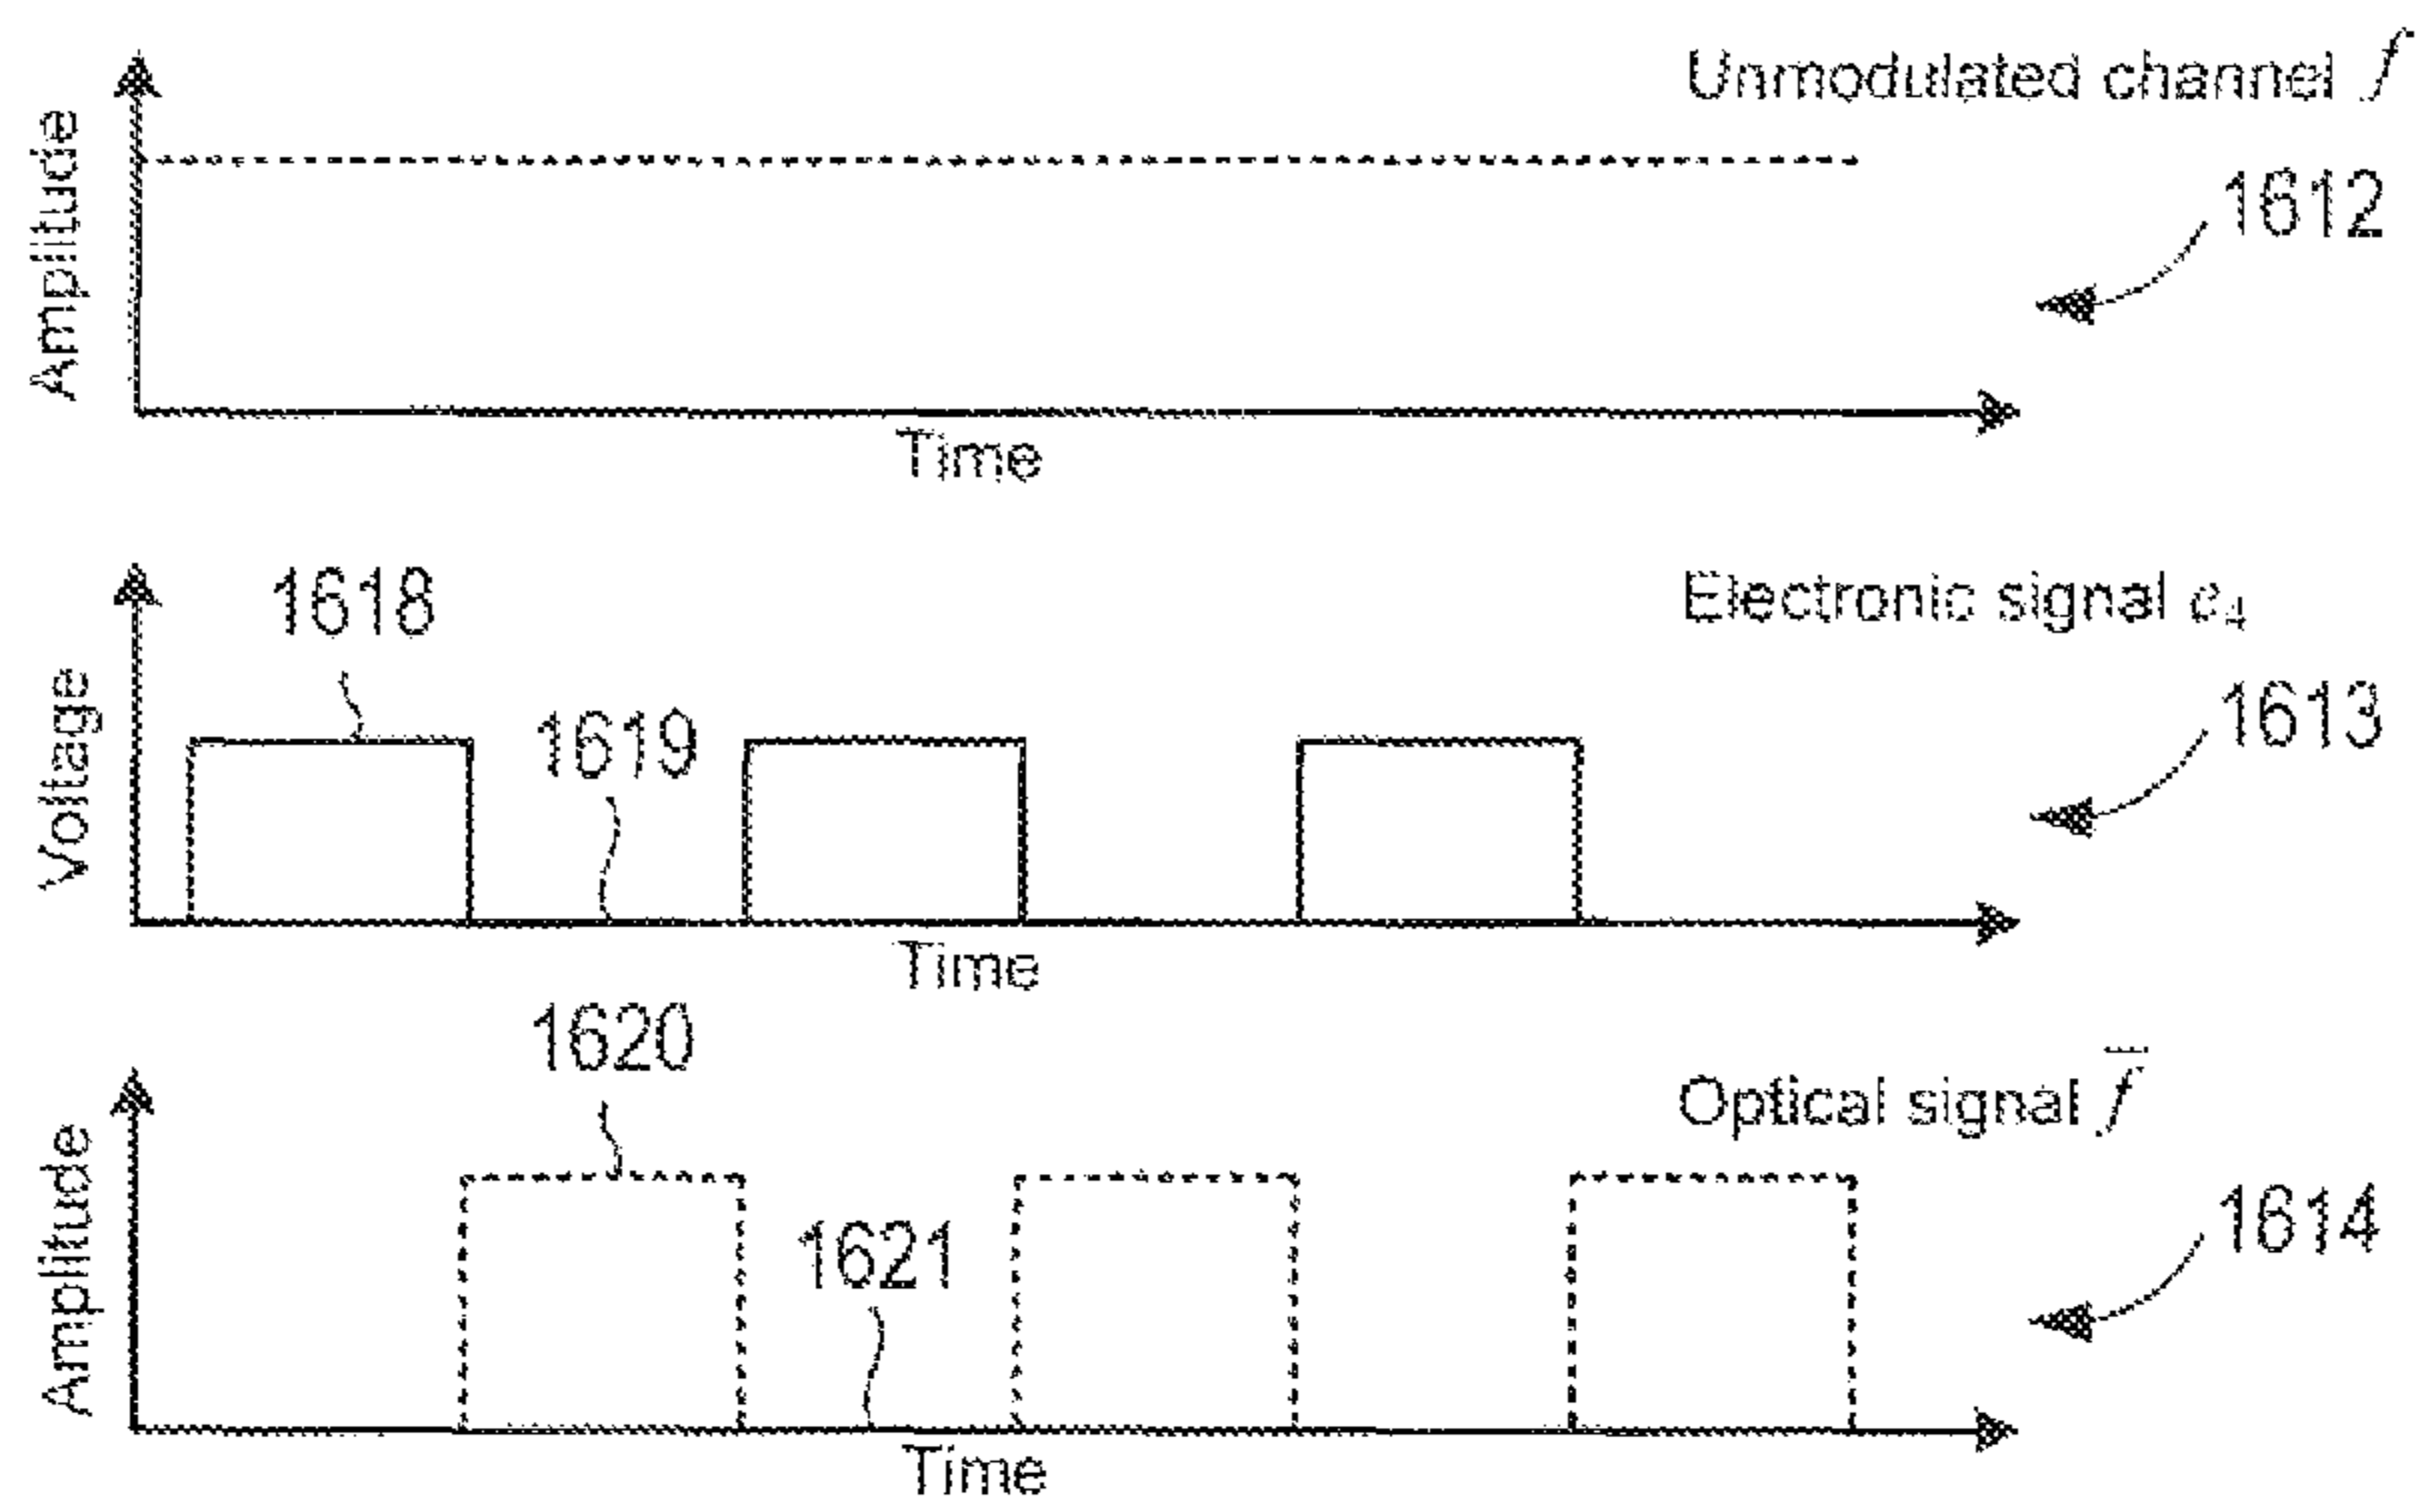 Unmodulated channel f
Amplitude
1612
Time
Electronic signal e₄
1618
1619
1613
Voltage
Time
1620
Optical signal f̅
Amplitude
1621
1614
Time